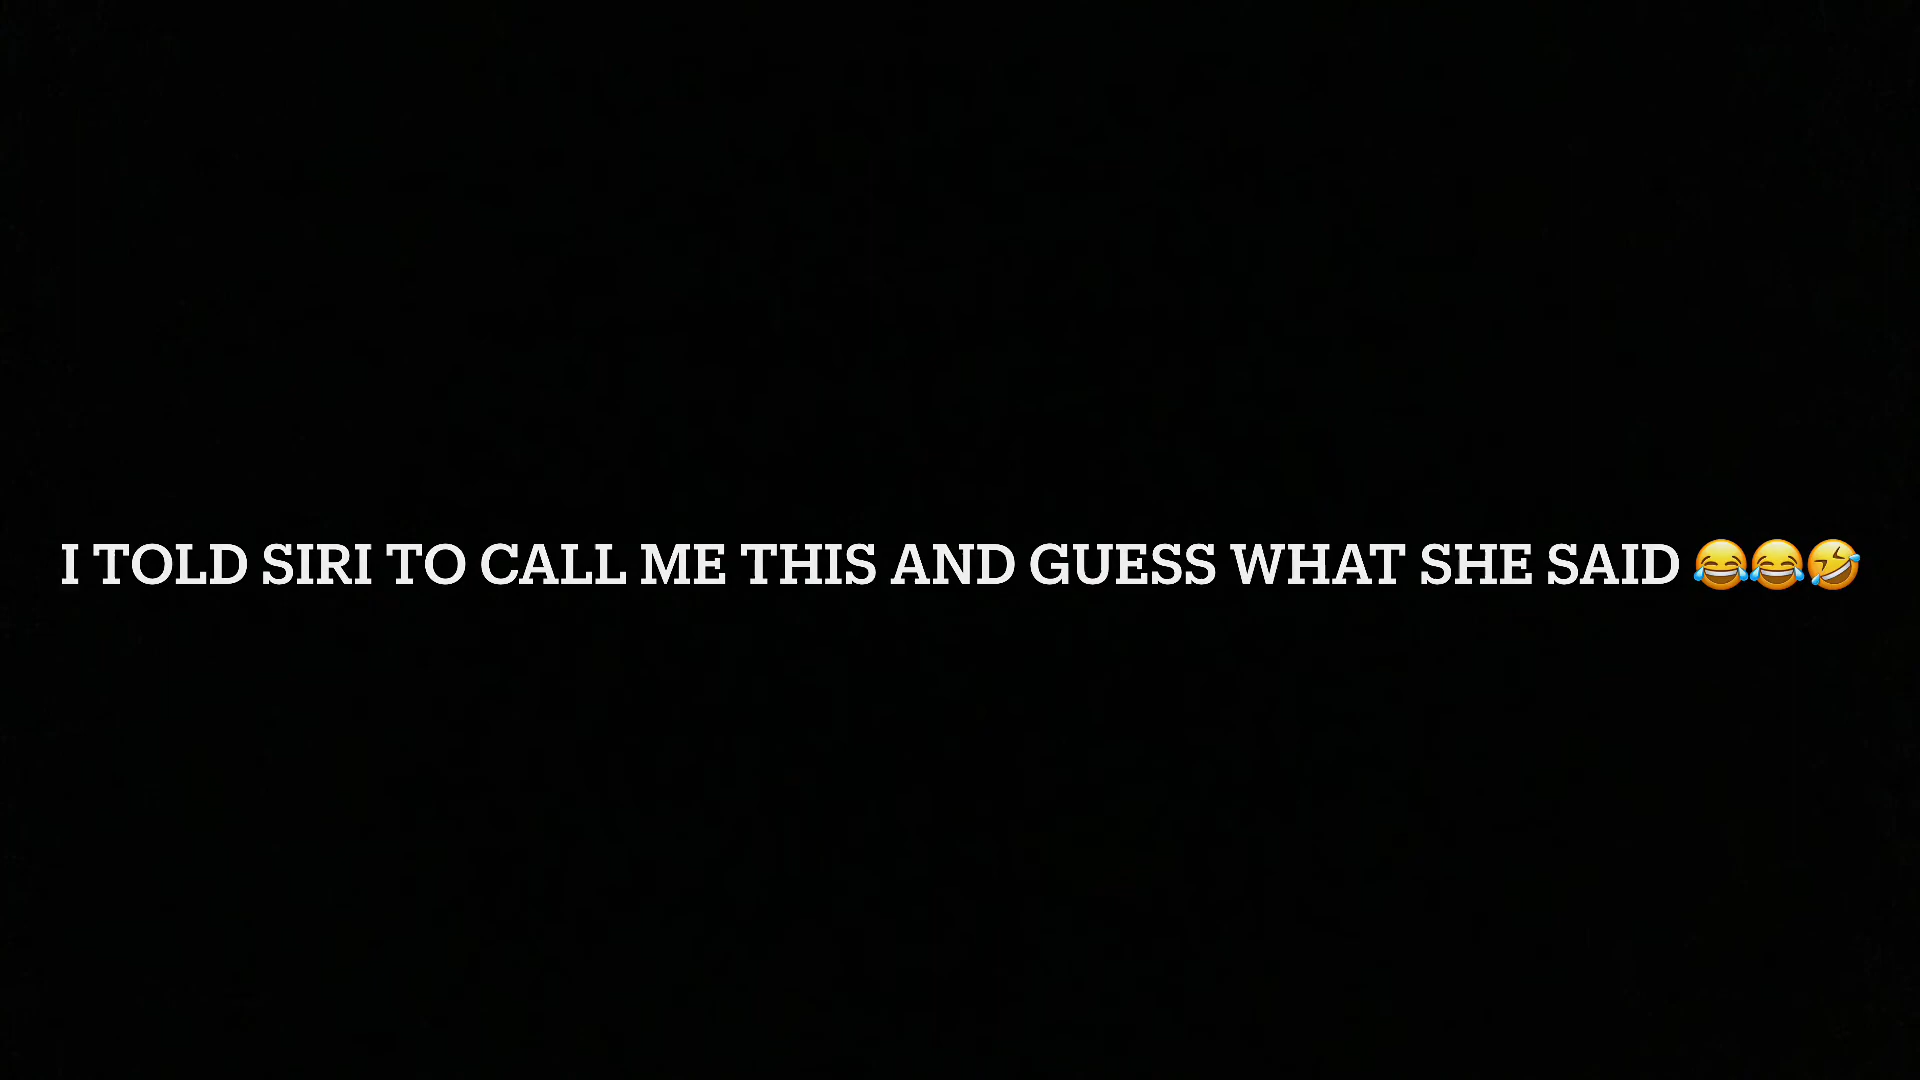 I TOLD SIRI TO CALL ME THIS AND GUESS WHAT SHE SAID 😂😂🤣